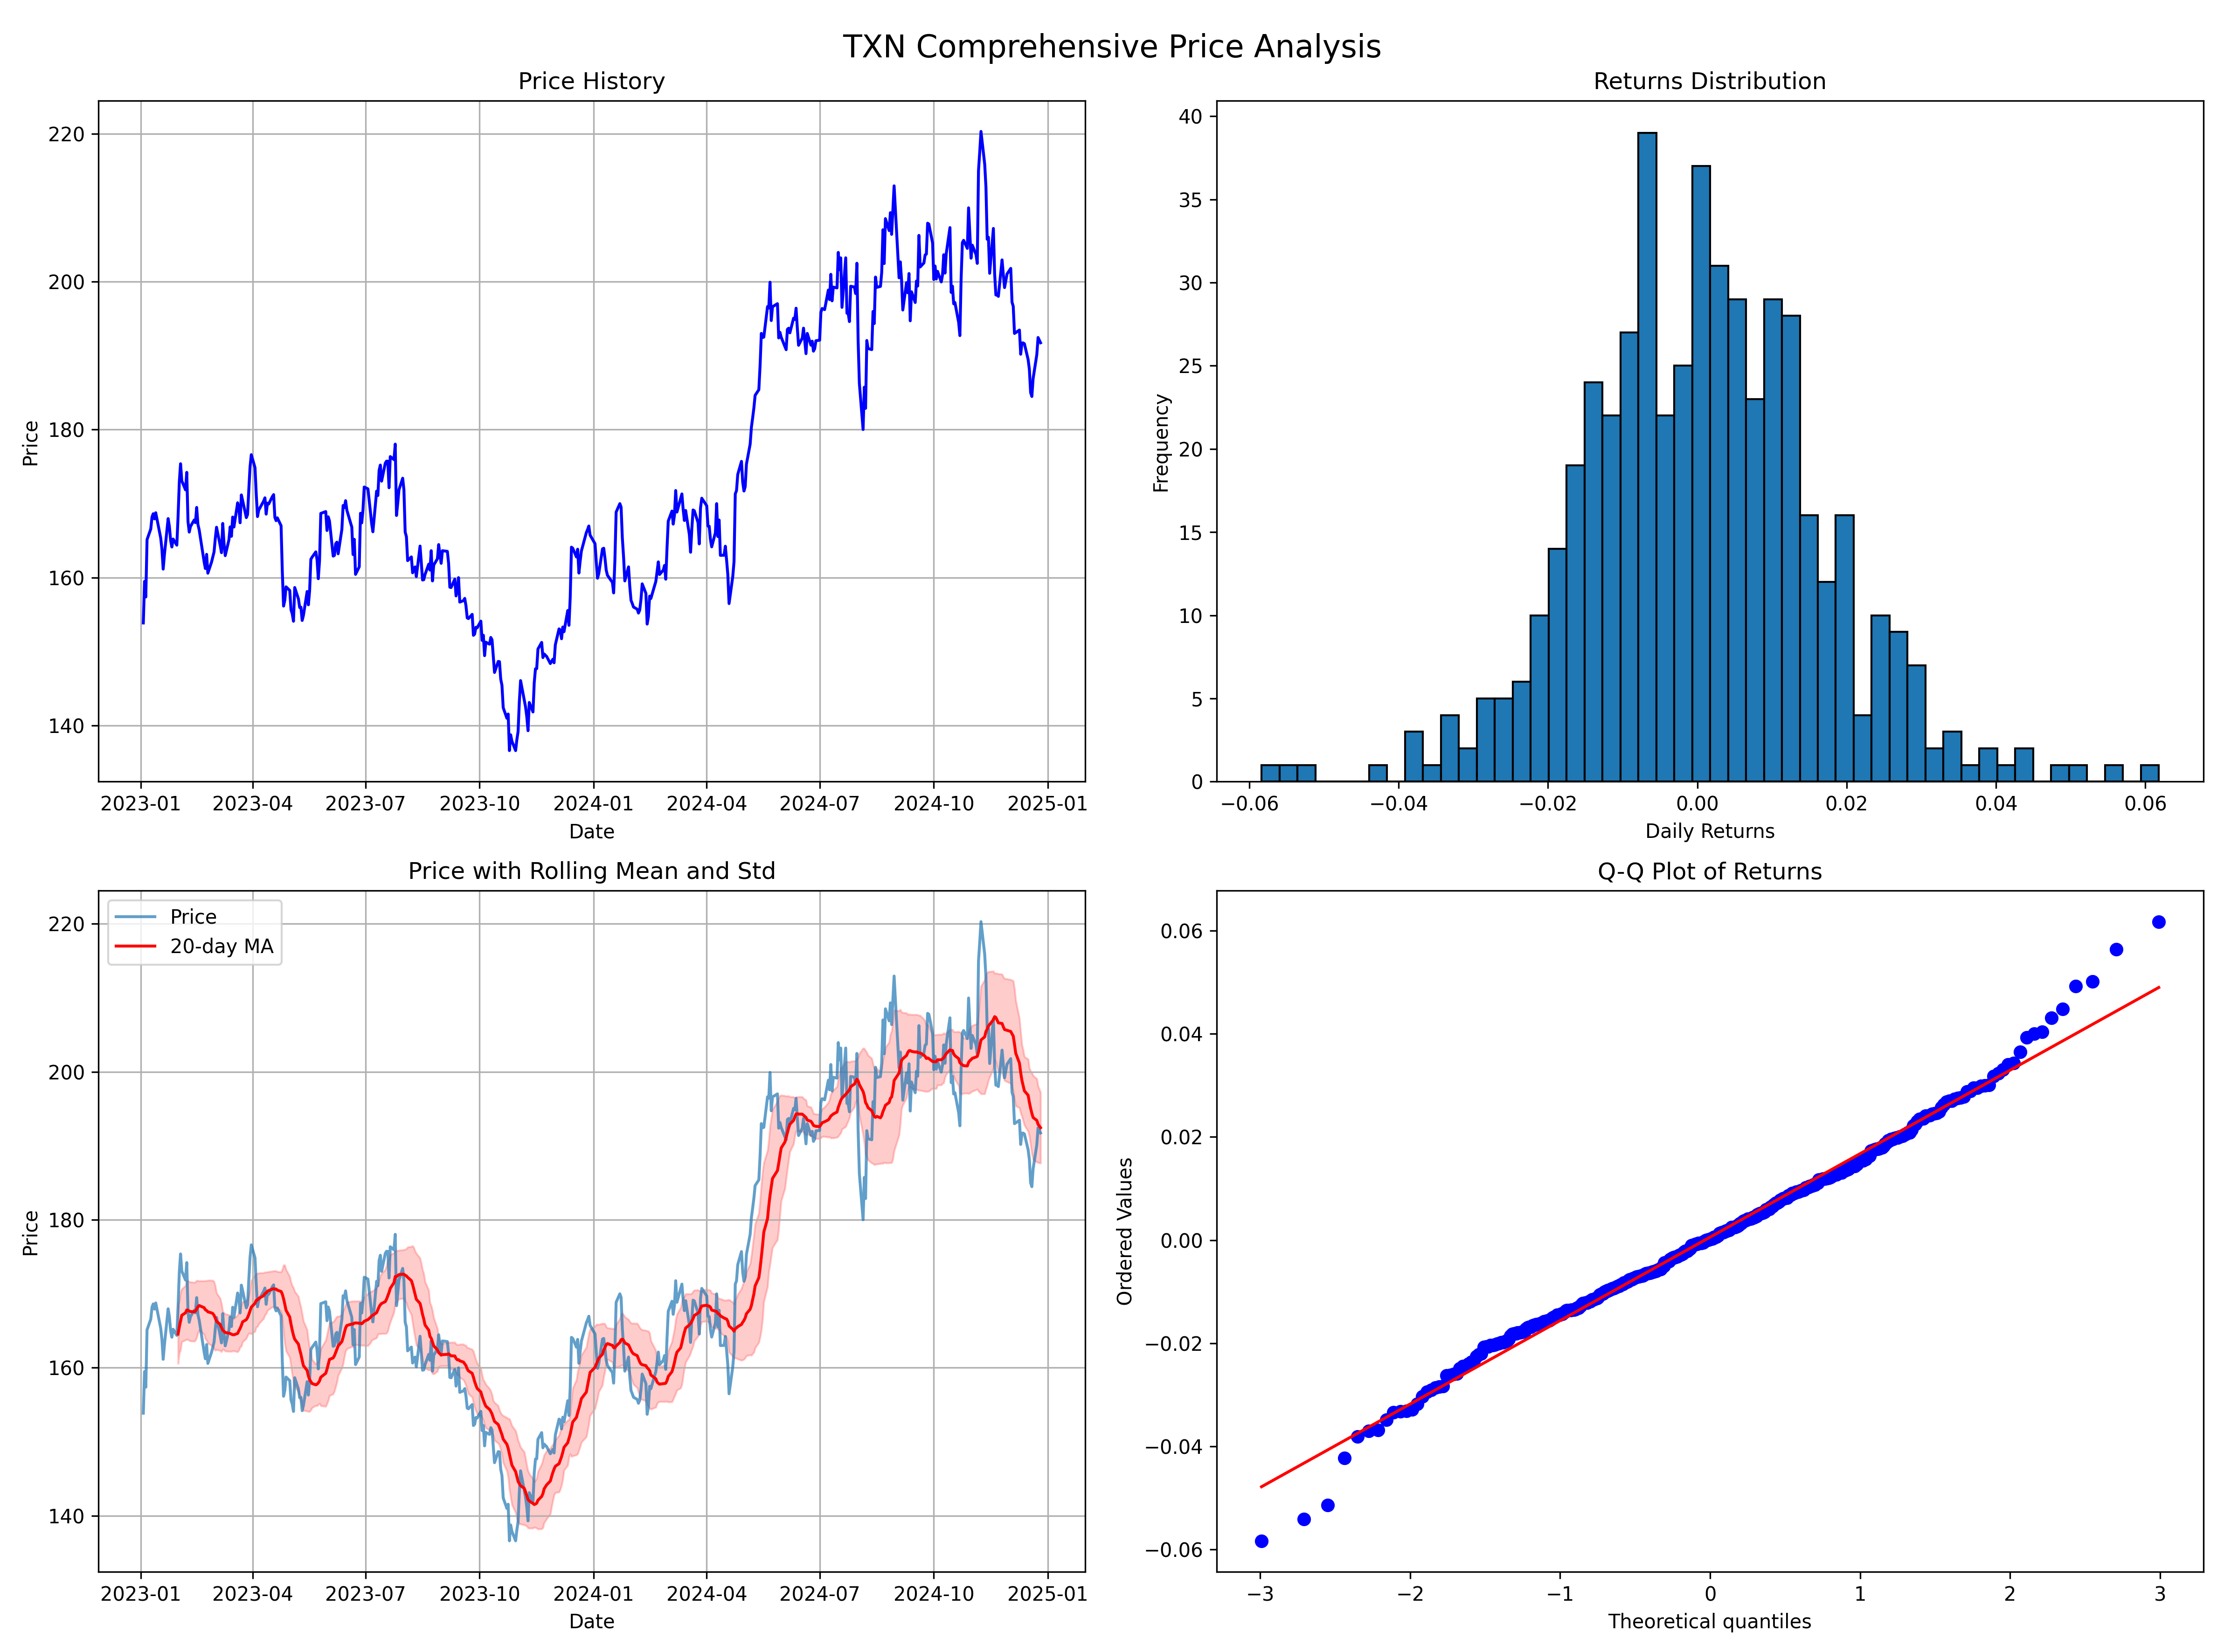 TXN Comprehensive Price Analysis
Price History
220
200
180
160
140
Price
2023-01 2023-04 2023-07 2023-10 2024-01 2024-04 2024-07 2024-10 2025-01
Date
Returns Distribution
40
35
30
25
20
15
10
5
0
Frequency
−0.06 −0.04 −0.02 0.00 0.02 0.04 0.06
Daily Returns
Price with Rolling Mean and Std
Price
20-day MA
220
200
180
160
140
Price
2023-01 2023-04 2023-07 2023-10 2024-01 2024-04 2024-07 2024-10 2025-01
Date
Q-Q Plot of Returns
0.06
0.04
0.02
0.00
−0.02
−0.04
−0.06
Ordered Values
−3 −2 −1 0 1 2 3
Theoretical quantiles